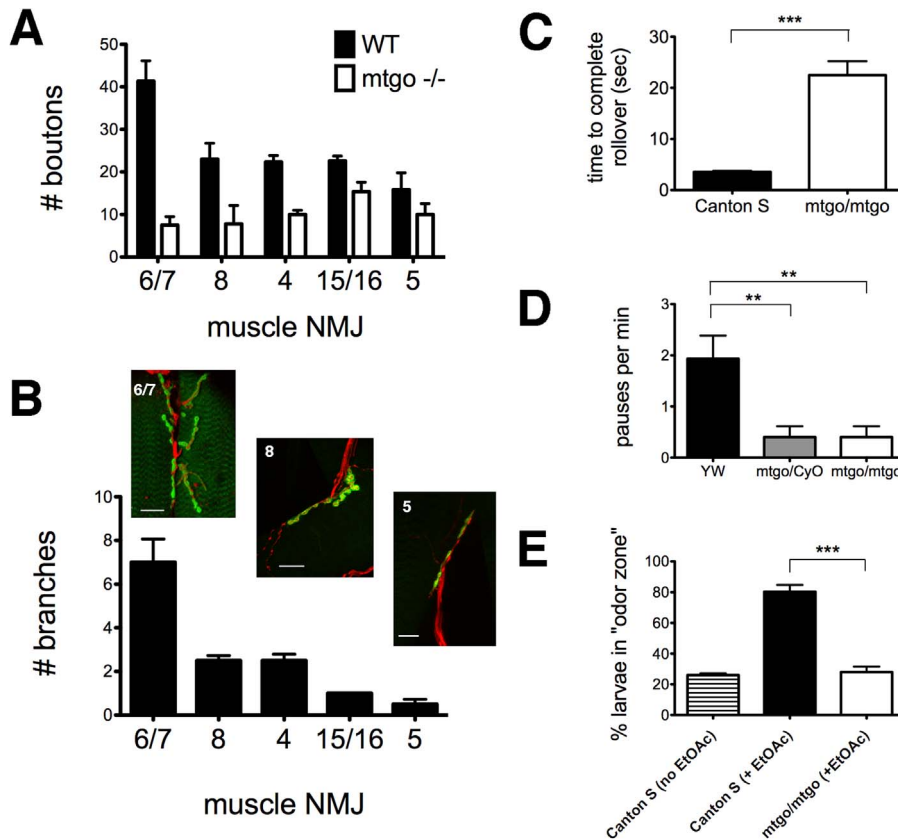 A
WT
mtgo -/-
50
40
30
20
10
0
# boutons
6/7 8 4 15/16 5
muscle NMJ
B
6/7
8
5
10
8
6
4
2
0
# branches
6/7 8 4 15/16 5
muscle NMJ
C
***
30
20
10
0
time to complete
rollover (sec)
Canton S mtgo/mtgo
D
**
**
3
2
1
0
pauses per min
YW mtgo/CyO mtgo/mtgo
E
***
100
80
60
40
20
0
% larvae in "odor zone"
Canton S (no EtOAc)
Canton S (+ EtOAc)
mtgo/mtgo (+EtOAc)